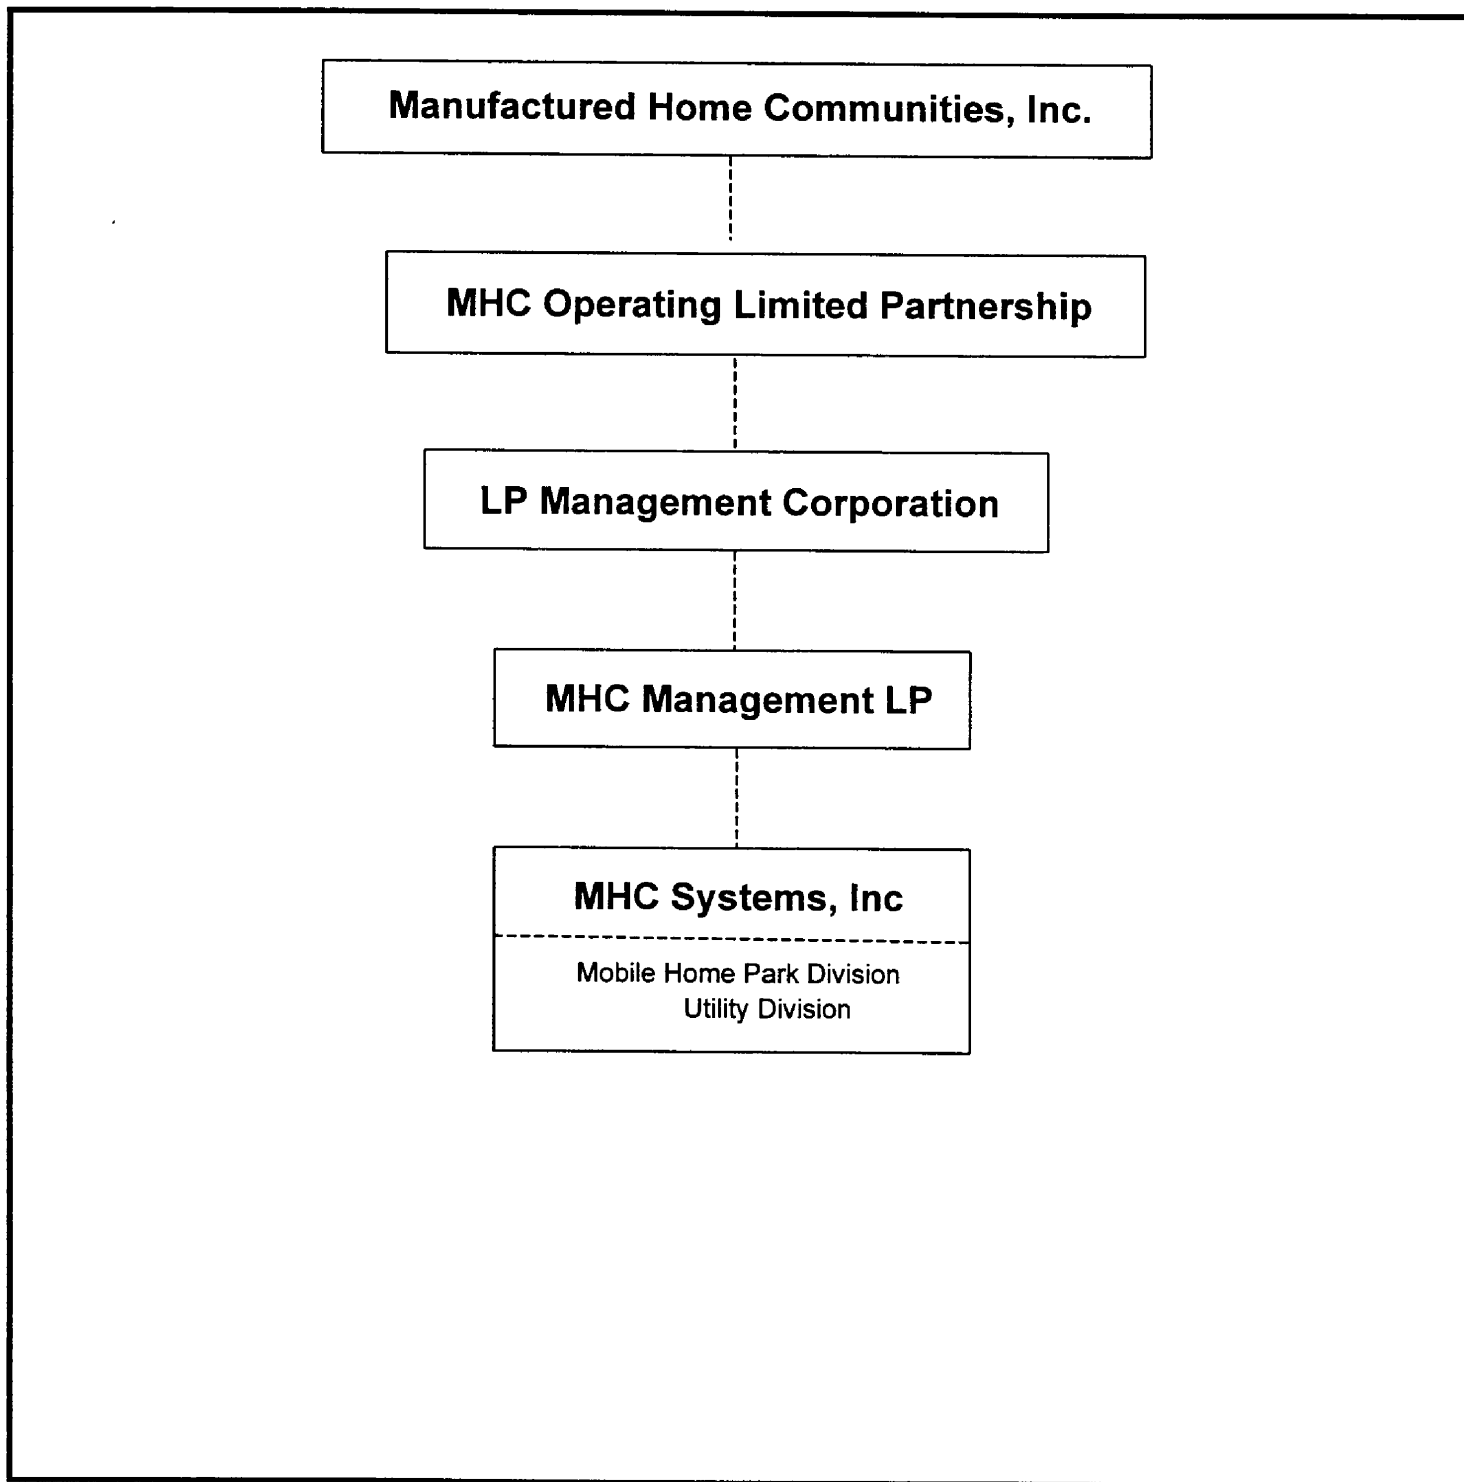 Manufactured Home Communities, Inc.
MHC Operating Limited Partnership
LP Management Corporation
MHC Management LP
MHC Systems, Inc
Mobile Home Park Division
Utility Division